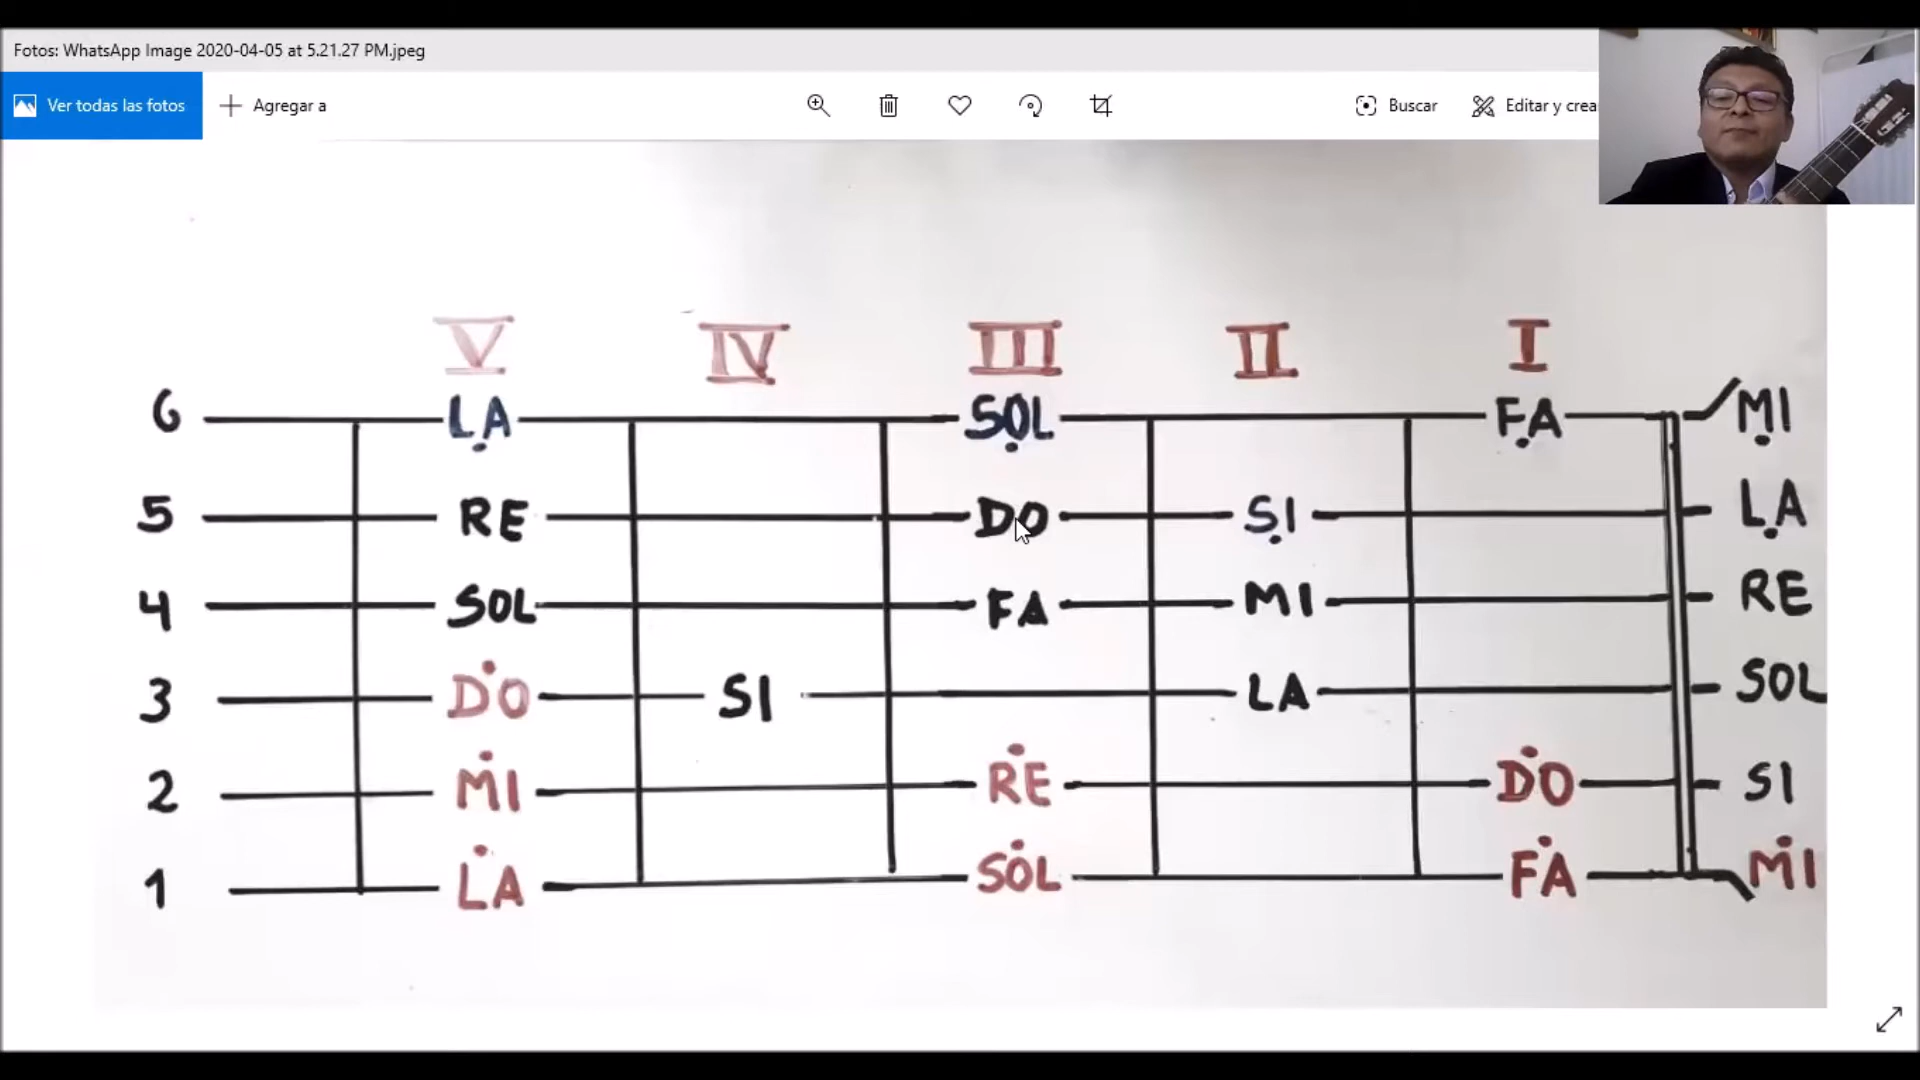 Fotos: WhatsApp Image 2020-04-05 at 5.21.27 PM.jpeg
Ver todas las fotos Agregar a Buscar Editar y crea
V IV III II I
6 LA SOL FA MI
5 RE DO SI LA
4 SOL FA MI RE
3 DO SI LA SOL
2 MI RE DO SI
1 LA SOL FA MI